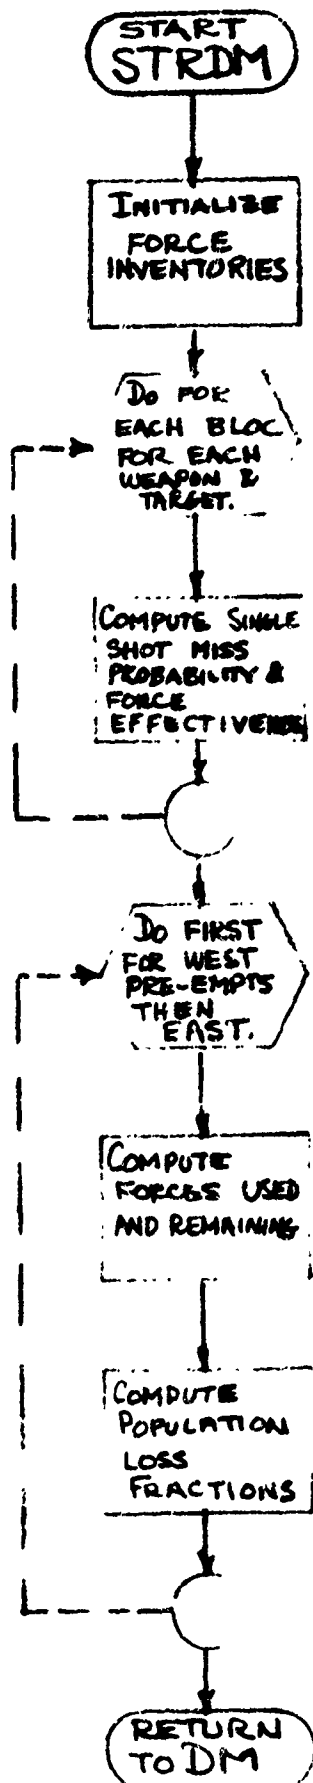 START
STRDM
INITIALIZE
FORCE
INVENTORIES
DO FOR
EACH BLOC
FOR EACH
WEAPON &
TARGET.
COMPUTE SINGLE
SHOT MISS
PROBABILITY &
FORCE
EFFECTIVENESS
DO FIRST
FOR WEST
PRE-EMPTS
THEN
EAST.
COMPUTE
FORCES USED
AND REMAINING
COMPUTE
POPULATION
LOSS
FRACTIONS
RETURN
TO DM